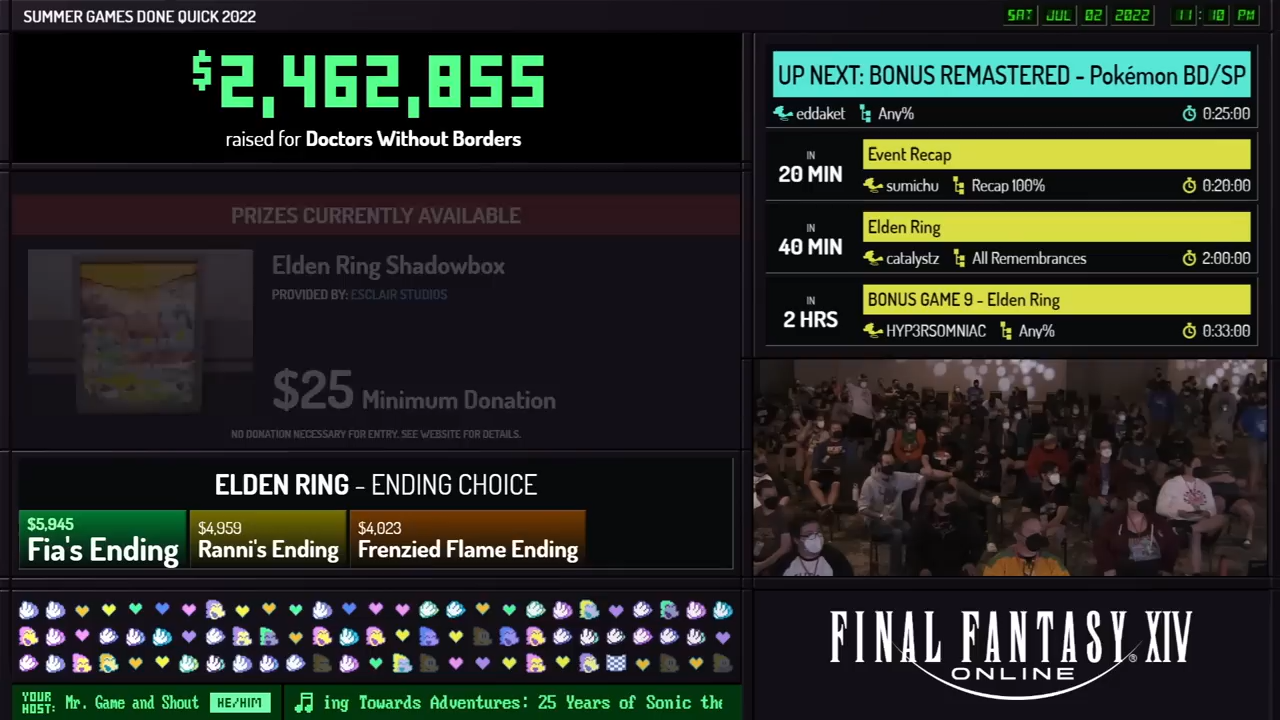 SUMMER GAMES DONE QUICK 2022
SAT JUL 02 2022 11:10 PM
$2,462,855
raised for Doctors Without Borders
PRIZES CURRENTLY AVAILABLE
Elden Ring Shadowbox
PROVIDED BY: ESCLAIR STUDIOS
$25 Minimum Donation
NO DONATION NECESSARY FOR ENTRY. SEE WEBSITE FOR DETAILS.
ELDEN RING - ENDING CHOICE
$5,945
Fia's Ending
$4,959
Ranni's Ending
$4,023
Frenzied Flame Ending
YOUR HOST: Mr. Game and Shout HE/HIM
ing Towards Adventures: 25 Years of Sonic the
UP NEXT: BONUS REMASTERED - Pokémon BD/SP
eddaket Any% 0:25:00
IN 20 MIN
Event Recap
sumichu Recap 100% 0:20:00
IN 40 MIN
Elden Ring
catalystz All Remembrances 2:00:00
IN 2 HRS
BONUS GAME 9 - Elden Ring
HYP3RSOMNIAC Any% 0:33:00
FINAL FANTASY® XIV
ONLINE